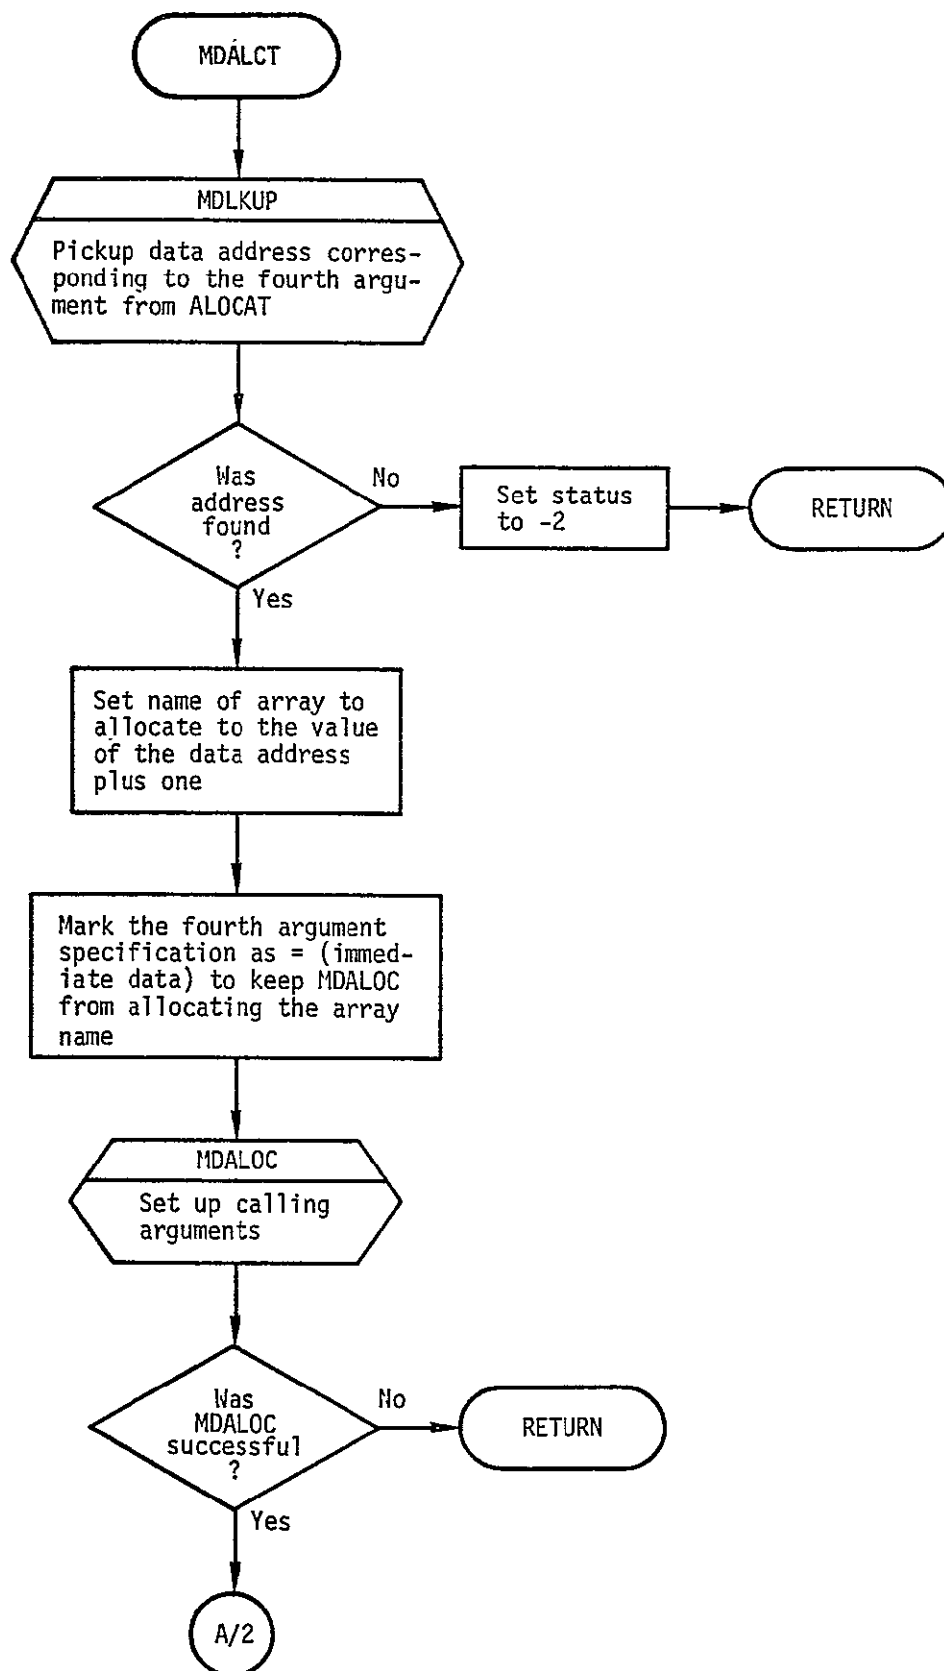 MDALCT
MDLKUP
Pickup data address corres-
ponding to the fourth argu-
ment from ALOCAT
Was
address
found
?
No
Set status
to -2
RETURN
Yes
Set name of array to
allocate to the value
of the data address
plus one
Mark the fourth argument
specification as = (immed-
iate data) to keep MDALOC
from allocating the array
name
MDALOC
Set up calling
arguments
Was
MDALOC
successful
?
No
RETURN
Yes
A/2